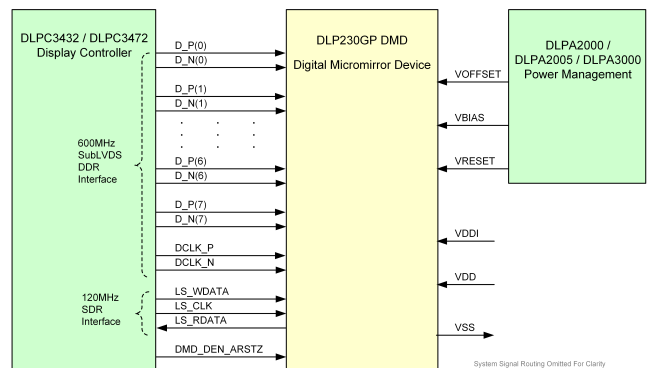 DLPC3432 / DLPC3472
Display Controller
D_P(0)
D_N(0)
D_P(1)
D_N(1)
. . .
. . .
. . .
600MHz
SubLVDS
DDR
Interface
D_P(6)
D_N(6)
D_P(7)
D_N(7)
DCLK_P
DCLK_N
120MHz
SDR
Interface
LS_WDATA
LS_CLK
LS_RDATA
DMD_DEN_ARSTZ
DLP230GP DMD
Digital Micromirror Device
DLPA2000 /
DLPA2005 / DLPA3000
Power Management
VOFFSET
VBIAS
VRESET
VDDI
VDD
VSS
System Signal Routing Omitted For Clarity